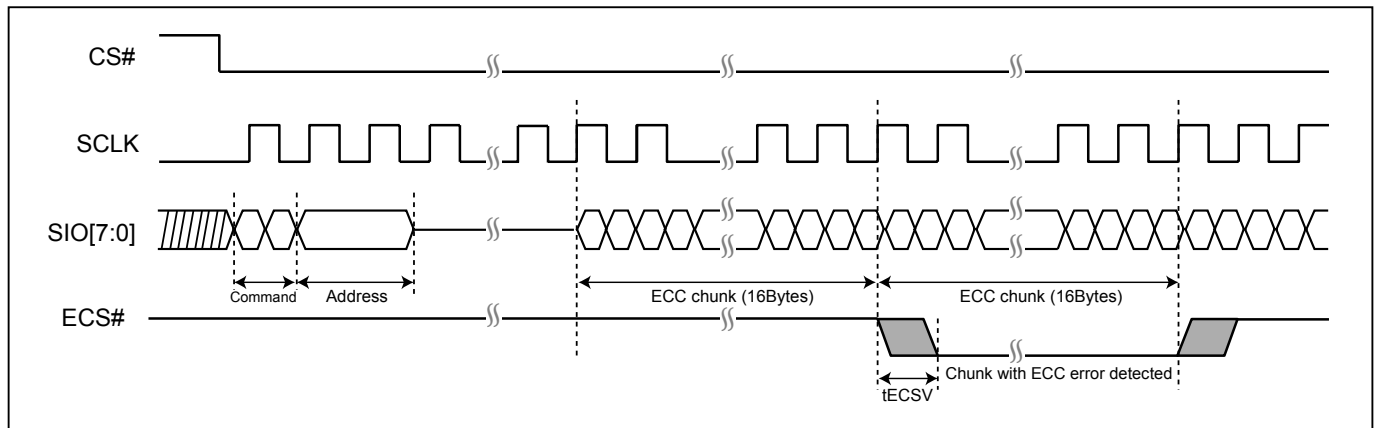 CS#
SCLK
SIO[7:0]
Command
Address
ECC chunk (16Bytes)
ECC chunk (16Bytes)
ECS#
Chunk with ECC error detected
tECSV